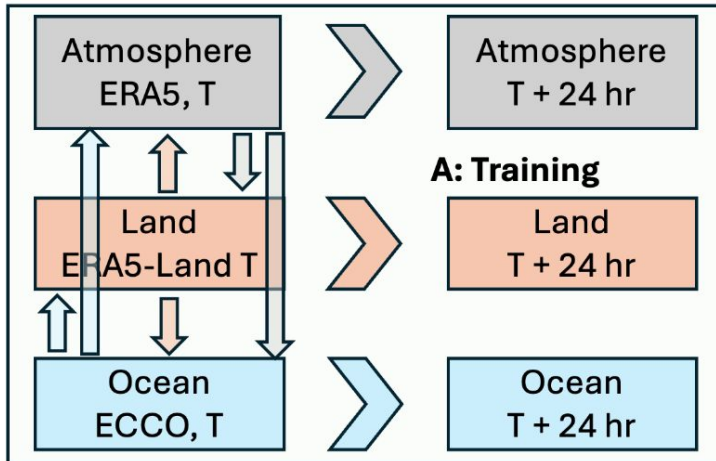 Atmosphere
ERA5, T
Atmosphere
T + 24 hr
A: Training
Land
ERA5-Land T
Land
T + 24 hr
Ocean
ECCO, T
Ocean
T + 24 hr